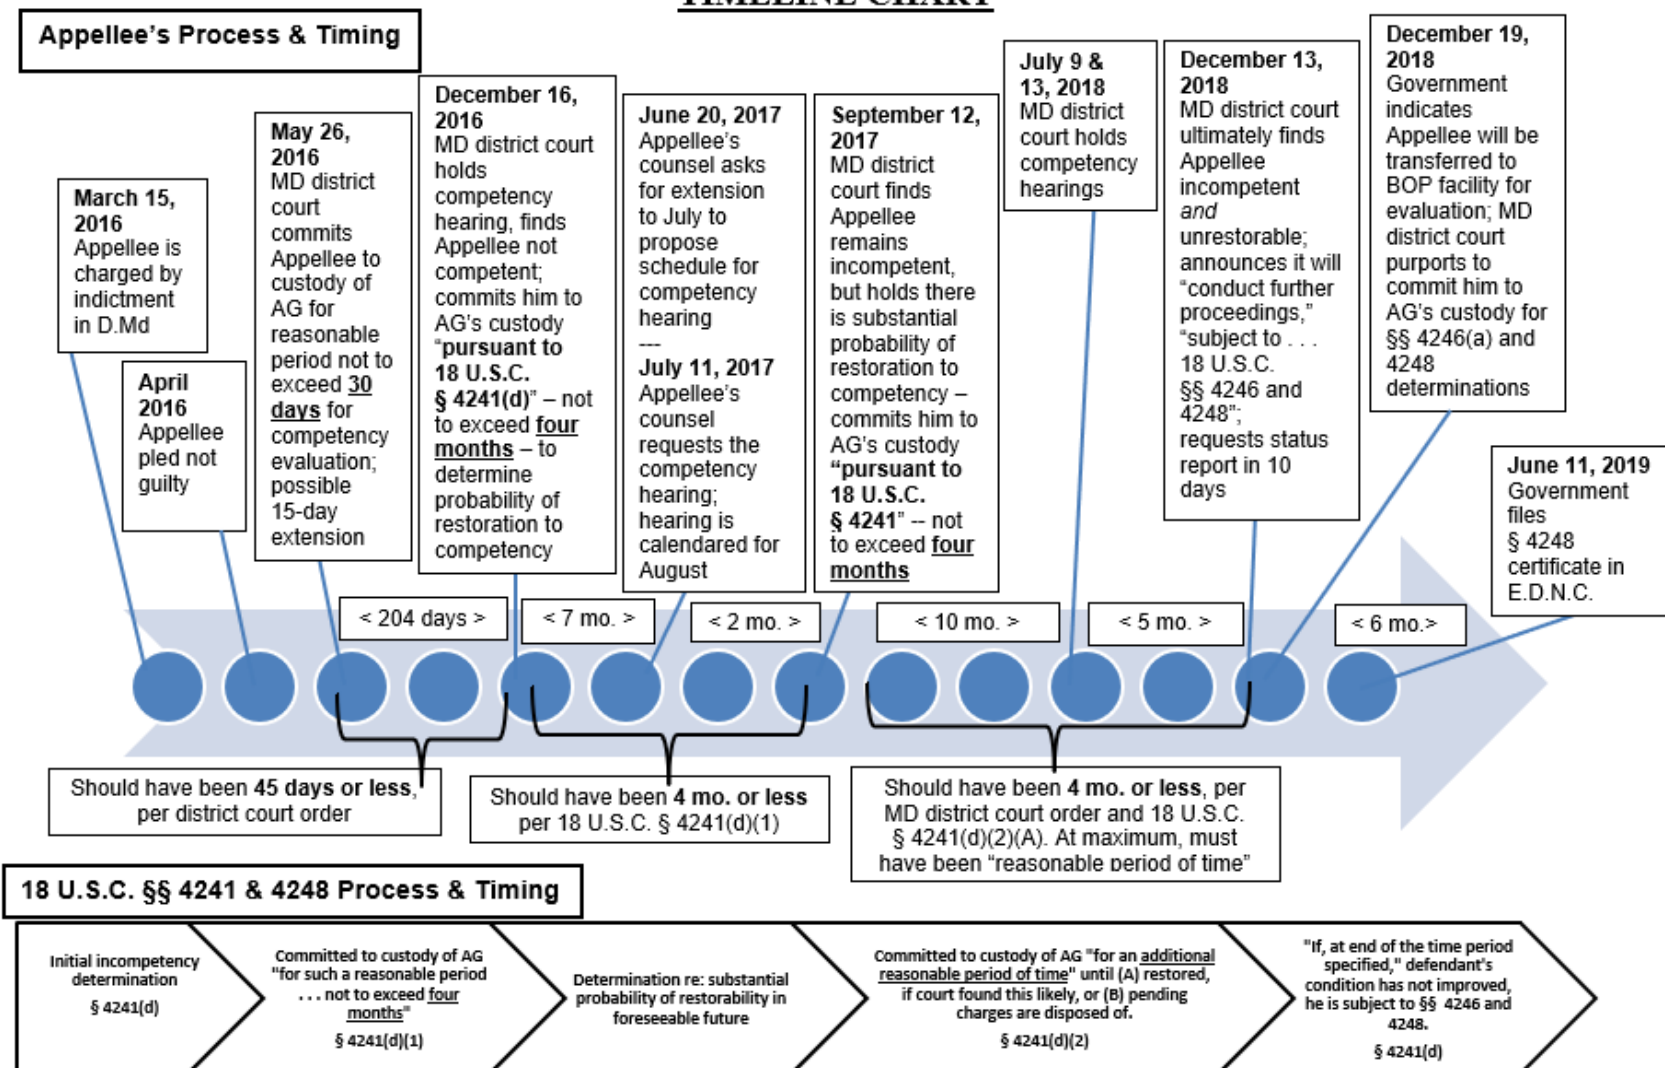 TIMELINE CHART
Appellee's Process & Timing
March 15,
2016
Appellee is
charged by
indictment
in D.Md
April
2016
Appellee
pled not
guilty
May 26,
2016
MD district
court
commits
Appellee to
custody of
AG for
reasonable
period not to
exceed 30
days for
competency
evaluation;
possible
15-day
extension
December 16,
2016
MD district court
holds
competency
hearing, finds
Appellee not
competent;
commits him to
AG's custody
"pursuant to
18 U.S.C.
§ 4241(d)" – not
to exceed four
months – to
determine
probability of
restoration to
competency
June 20, 2017
Appellee's
counsel asks
for extension
to July to
propose
schedule for
competency
hearing
---
July 11, 2017
Appellee's
counsel
requests the
competency
hearing;
hearing is
calendared for
August
September 12,
2017
MD district
court finds
Appellee
remains
incompetent,
but holds there
is substantial
probability of
restoration to
competency –
commits him to
AG's custody
"pursuant to
18 U.S.C.
§ 4241" -- not
to exceed four
months
July 9 &
13, 2018
MD district
court holds
competency
hearings
December 13,
2018
MD district court
ultimately finds
Appellee
incompetent
and
unrestorable;
announces it will
"conduct further
proceedings,"
"subject to . . .
18 U.S.C.
§§ 4246 and
4248";
requests status
report in 10
days
December 19,
2018
Government
indicates
Appellee will be
transferred to
BOP facility for
evaluation; MD
district court
purports to
commit him to
AG's custody for
§§ 4246(a) and
4248
determinations
June 11, 2019
Government
files
§ 4248
certificate in
E.D.N.C.
< 204 days >
< 7 mo. >
< 2 mo. >
< 10 mo. >
< 5 mo. >
< 6 mo.>
Should have been 45 days or less,
per district court order
Should have been 4 mo. or less
per 18 U.S.C. § 4241(d)(1)
Should have been 4 mo. or less, per
MD district court order and 18 U.S.C.
§ 4241(d)(2)(A). At maximum, must
have been "reasonable period of time"
18 U.S.C. §§ 4241 & 4248 Process & Timing
Initial incompetency
determination
§ 4241(d)
Committed to custody of AG
"for such a reasonable period
. . . not to exceed four
months"
§ 4241(d)(1)
Determination re: substantial
probability of restorability in
foreseeable future
Committed to custody of AG "for an additional
reasonable period of time" until (A) restored,
if court found this likely, or (B) pending
charges are disposed of.
§ 4241(d)(2)
"If, at end of the time period
specified," defendant's
condition has not improved,
he is subject to §§ 4246 and
4248.
§ 4241(d)